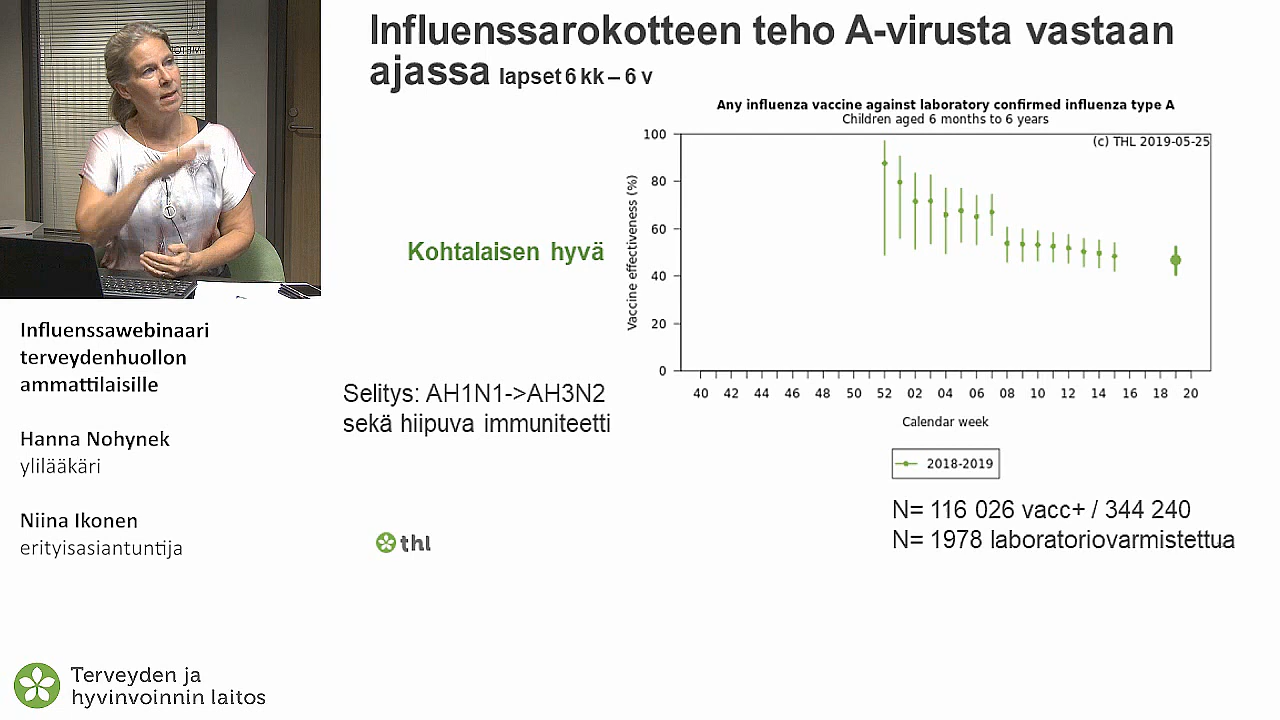 Influenssarokotteen teho A-virusta vastaan
ajassa lapset 6 kk – 6 v
Any influenza vaccine against laboratory confirmed influenza type A
Children aged 6 months to 6 years
(c) THL 2019-05-25
Vaccine effectiveness (%)
100
80
60
40
20
0
40 42 44 46 48 50 52 02 04 06 08 10 12 14 16 18 20
Calendar week
2018-2019
Kohtalaisen hyvä
Selitys: AH1N1->AH3N2
sekä hiipuva immuniteetti
N= 116 026 vacc+ / 344 240
N= 1978 laboratoriovarmistettua
thl
Influenssawebinaari
terveydenhuollon
ammattilaisille
Hanna Nohynek
ylilääkäri
Niina Ikonen
erityisasiantuntija
Terveyden ja
hyvinvoinnin laitos